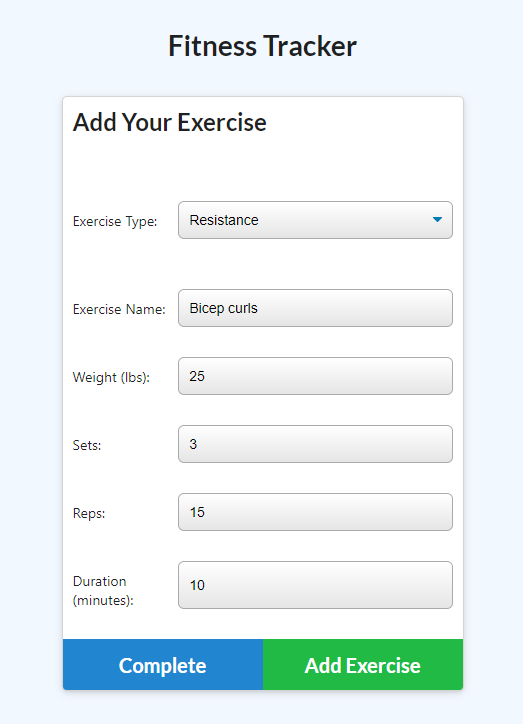 Fitness Tracker
Add Your Exercise
Exercise Type: Resistance
Exercise Name: Bicep curls
Weight (lbs): 25
Sets: 3
Reps: 15
Duration
(minutes): 10
Complete Add Exercise